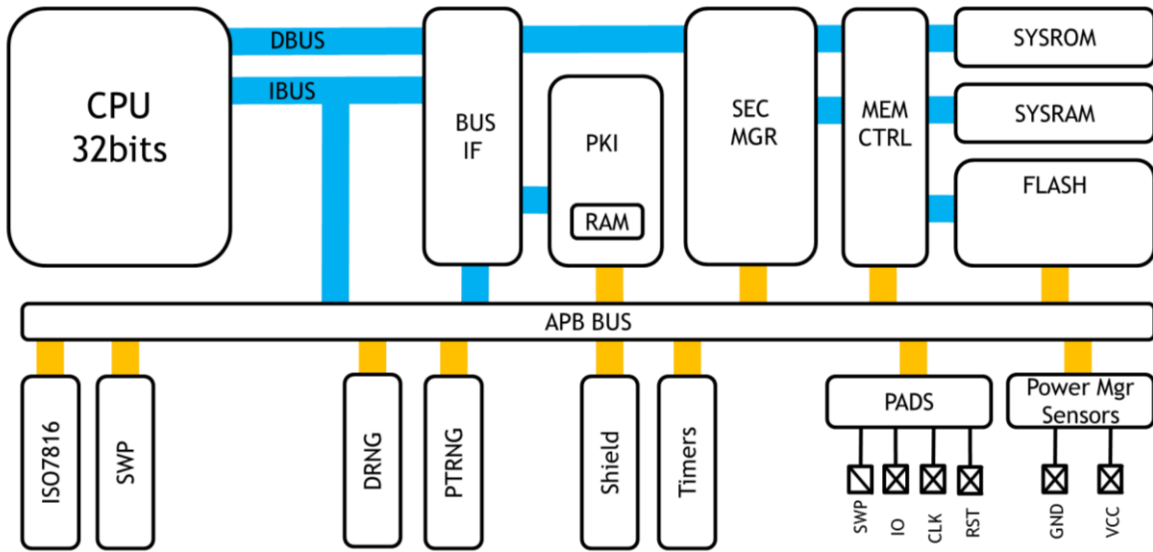 CPU
32bits
DBUS
IBUS
BUS
IF
PKI
RAM
SEC
MGR
MEM
CTRL
SYSROM
SYSRAM
FLASH
APB BUS
ISO7816
SWP
DRNG
PTRNG
Shield
Timers
PADS
SWP
IO
CLK
RST
Power Mgr
Sensors
GND
VCC